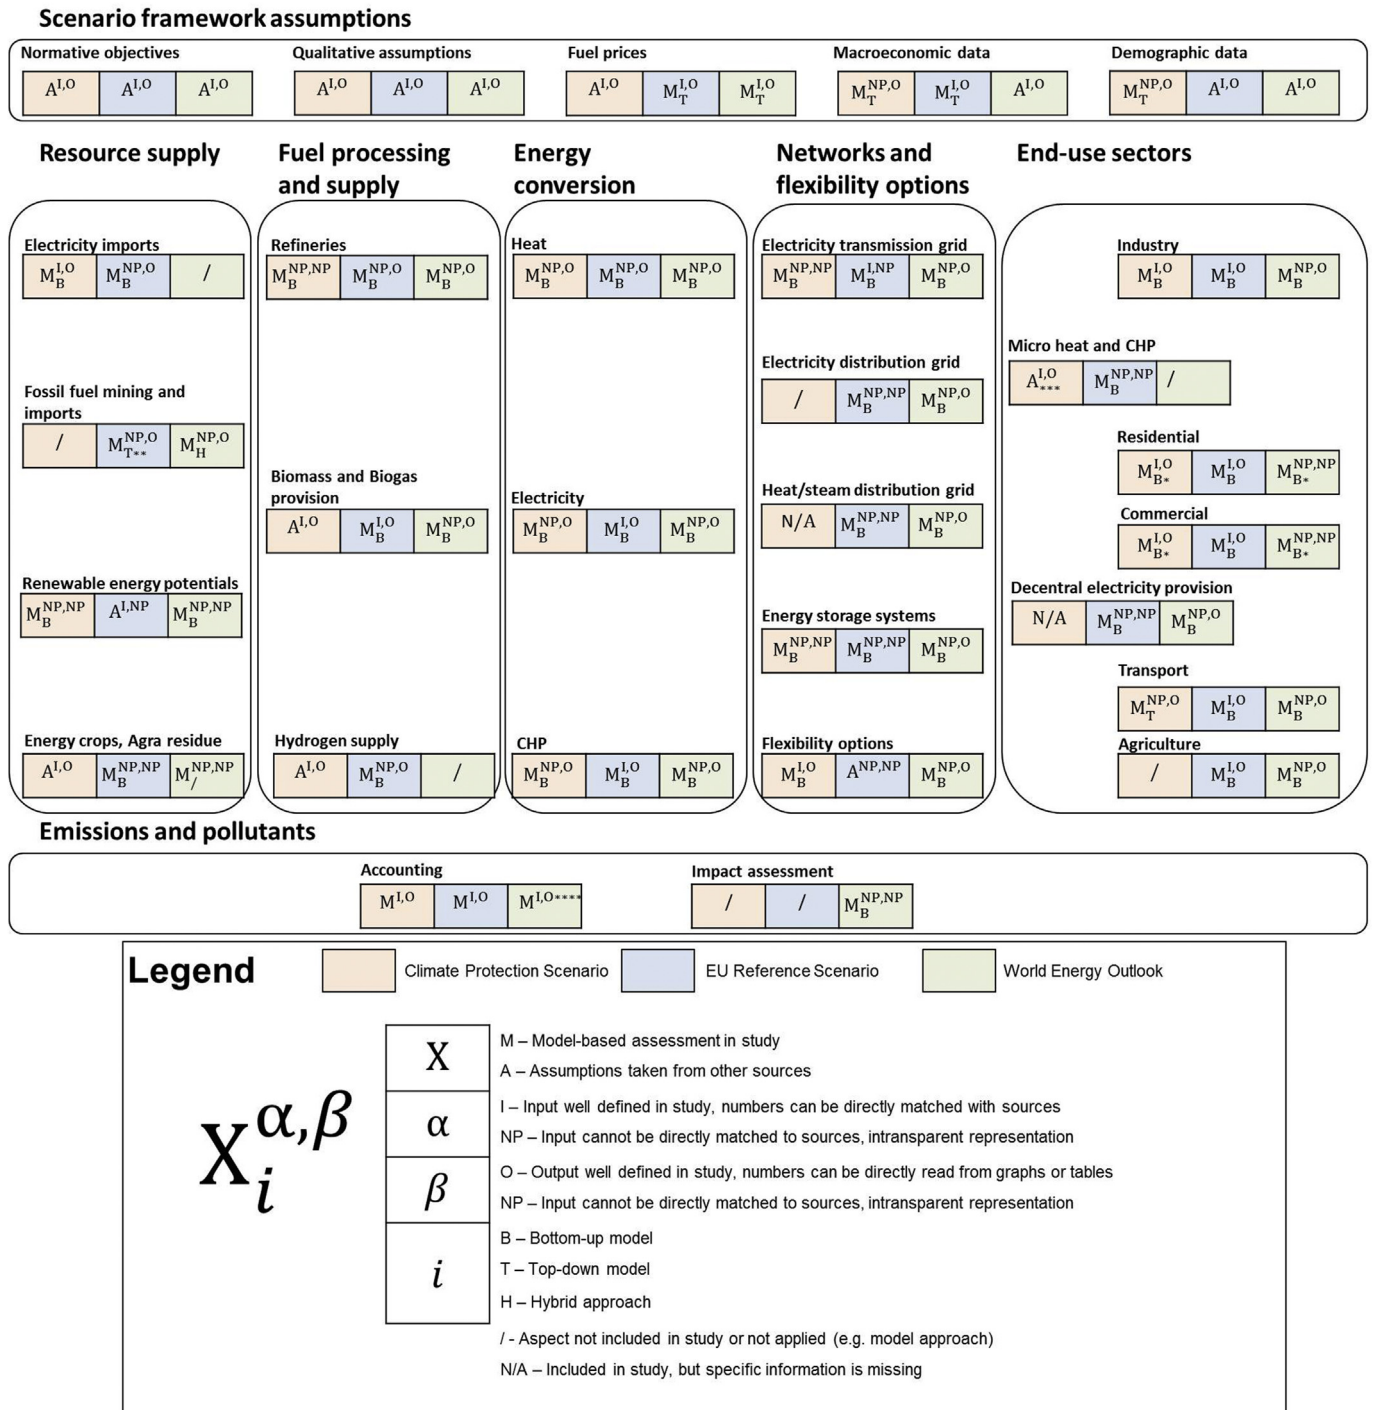 Scenario framework assumptions
Normative objectives
A^I,O A^I,O A^I,O
Qualitative assumptions
A^I,O A^I,O A^I,O
Fuel prices
A^I,O M_T^I,O M_T^I,O
Macroeconomic data
M_T^NP,O M_T^I,O A^I,O
Demographic data
M_T^NP,O A^I,O A^I,O
Resource supply
Electricity imports
M_B^I,O M_B^NP,O /
Fossil fuel mining and
imports
/ M_T**^NP,O M_H^NP,O
Renewable energy potentials
M_B^NP,NP A^I,NP M_B^NP,NP
Energy crops, Agra residue
A^I,O M_B^NP,NP M_/^NP,NP
Fuel processing
and supply
Refineries
M_B^NP,NP M_B^NP,O M_B^NP,O
Biomass and Biogas
provision
A^I,O M_B^I,O M_B^NP,O
Hydrogen supply
A^I,O M_B^NP,O /
Energy
conversion
Heat
M_B^NP,O M_B^NP,O M_B^NP,O
Electricity
M_B^NP,O M_B^I,O M_B^NP,O
CHP
M_B^NP,O M_B^I,O M_B^NP,O
Networks and
flexibility options
Electricity transmission grid
M_B^NP,NP M_B^I,NP M_B^NP,O
Electricity distribution grid
/ M_B^NP,NP M_B^NP,O
Heat/steam distribution grid
N/A M_B^NP,NP M_B^NP,O
Energy storage systems
M_B^NP,NP M_B^NP,NP M_B^NP,O
Flexibility options
M_B^I,O A^NP,NP M_B^NP,O
End-use sectors
Industry
M_B^I,O M_B^I,O M_B^NP,O
Micro heat and CHP
A_***^I,O M_B^NP,NP /
Residential
M_B*^I,O M_B^I,O M_B*^NP,NP
Commercial
M_B*^I,O M_B^I,O M_B*^NP,NP
Decentral electricity provision
N/A M_B^NP,NP M_B^NP,O
Transport
M_T^NP,O M_B^I,O M_B^NP,O
Agriculture
/ M_B^I,O M_B^NP,O
Emissions and pollutants
Accounting
M^I,O M^I,O M^I,O****
Impact assessment
/ / M_B^NP,NP
Legend
Climate Protection Scenario
EU Reference Scenario
World Energy Outlook
X_i^α,β
X
M – Model-based assessment in study
A – Assumptions taken from other sources
α
I – Input well defined in study, numbers can be directly matched with sources
NP – Input cannot be directly matched to sources, intransparent representation
β
O – Output well defined in study, numbers can be directly read from graphs or tables
NP – Input cannot be directly matched to sources, intransparent representation
i
B – Bottom-up model
T – Top-down model
H – Hybrid approach
/ - Aspect not included in study or not applied (e.g. model approach)
N/A – Included in study, but specific information is missing